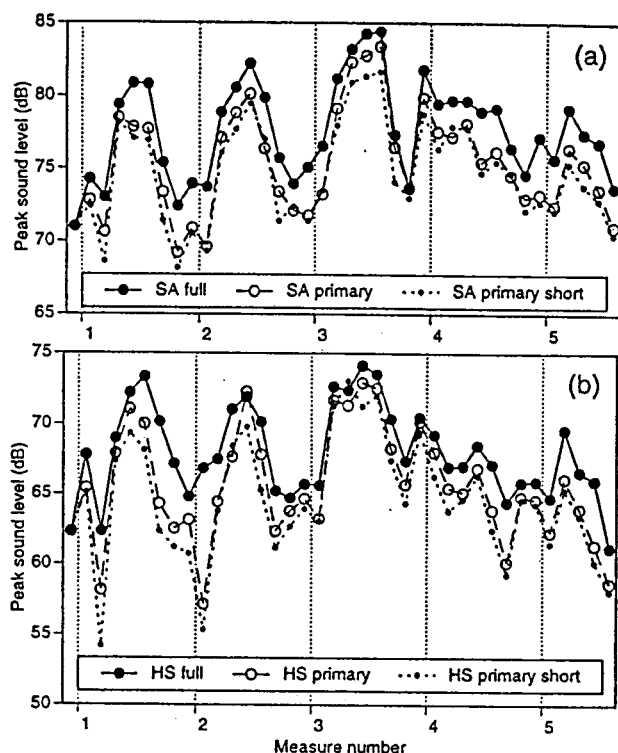 (a)
Peak sound level (dB)
85
80
75
70
65
SA full SA primary SA primary short
1 2 3 4 5
(b)
Peak sound level (dB)
75
70
65
60
55
50
HS full HS primary HS primary short
1 2 3 4 5
Measure number